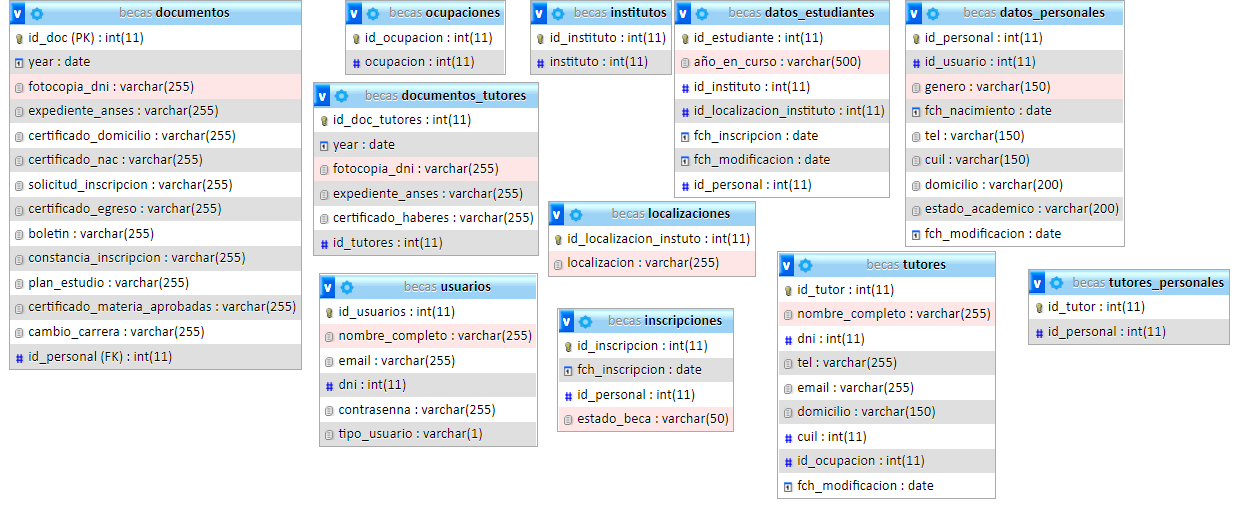 becas documentos
id_doc (PK) : int(11)
year : date
fotocopia_dni : varchar(255)
expediente_anses : varchar(255)
certificado_domicilio : varchar(255)
certificado_nac : varchar(255)
solicitud_inscripcion : varchar(255)
certificado_egreso : varchar(255)
boletin : varchar(255)
constancia_inscripcion : varchar(255)
plan_estudio : varchar(255)
certificado_materia_aprobadas : varchar(255)
cambio_carrera : varchar(255)
id_personal (FK) : int(11)
becas ocupaciones
id_ocupacion : int(11)
ocupacion : int(11)
becas institutos
id_instituto : int(11)
instituto : int(11)
becas datos_estudiantes
id_estudiante : int(11)
año_en_curso : varchar(500)
id_instituto : int(11)
id_localizacion_instituto : int(11)
fch_inscripcion : date
fch_modificacion : date
id_personal : int(11)
becas datos_personales
id_personal : int(11)
id_usuario : int(11)
genero : varchar(150)
fch_nacimiento : date
tel : varchar(150)
cuil : varchar(150)
domicilio : varchar(200)
estado_academico : varchar(200)
fch_modificacion : date
becas documentos_tutores
id_doc_tutores : int(11)
year : date
fotocopia_dni : varchar(255)
expediente_anses : varchar(255)
certificado_haberes : varchar(255)
id_tutores : int(11)
becas localizaciones
id_localizacion_instuto : int(11)
localizacion : varchar(255)
becas usuarios
id_usuarios : int(11)
nombre_completo : varchar(255)
email : varchar(255)
dni : int(11)
contrasenna : varchar(255)
tipo_usuario : varchar(1)
becas inscripciones
id_inscripcion : int(11)
fch_inscripcion : date
id_personal : int(11)
estado_beca : varchar(50)
becas tutores
id_tutor : int(11)
nombre_completo : varchar(255)
dni : int(11)
tel : varchar(255)
email : varchar(255)
domicilio : varchar(150)
cuil : int(11)
id_ocupacion : int(11)
fch_modificacion : date
becas tutores_personales
id_tutor : int(11)
id_personal : int(11)